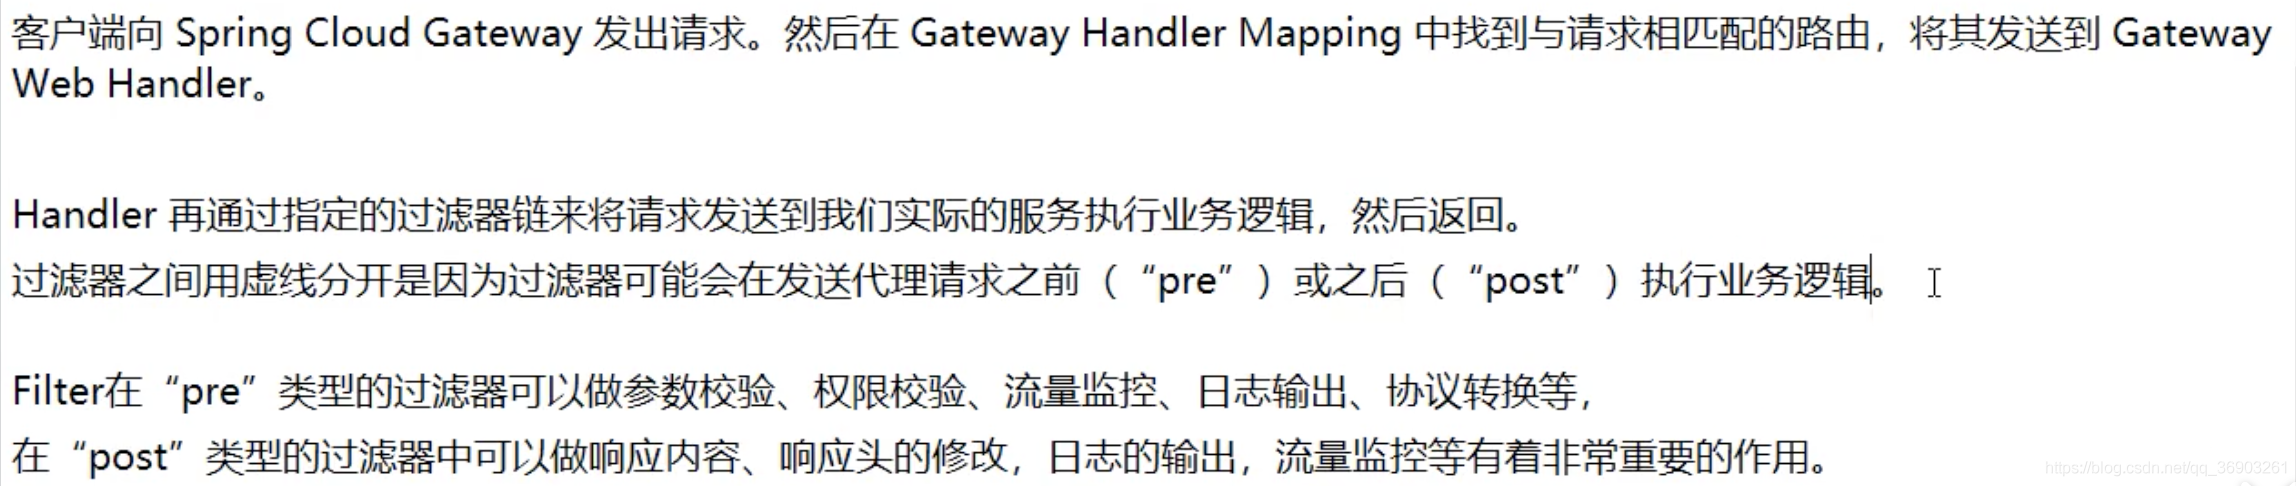 客户端向 Spring Cloud Gateway 发出请求。然后在 Gateway Handler Mapping 中找到与请求相匹配的路由，将其发送到 Gateway
Web Handler。
Handler 再通过指定的过滤器链来将请求发送到我们实际的服务执行业务逻辑，然后返回。
过滤器之间用虚线分开是因为过滤器可能会在发送代理请求之前（“pre”）或之后（“post”）执行业务逻辑。
Filter在“pre”类型的过滤器可以做参数校验、权限校验、流量监控、日志输出、协议转换等，
在“post”类型的过滤器中可以做响应内容、响应头的修改，日志的输出，流量监控等有着非常重要的作用。
https://blog.csdn.net/qq_36903261